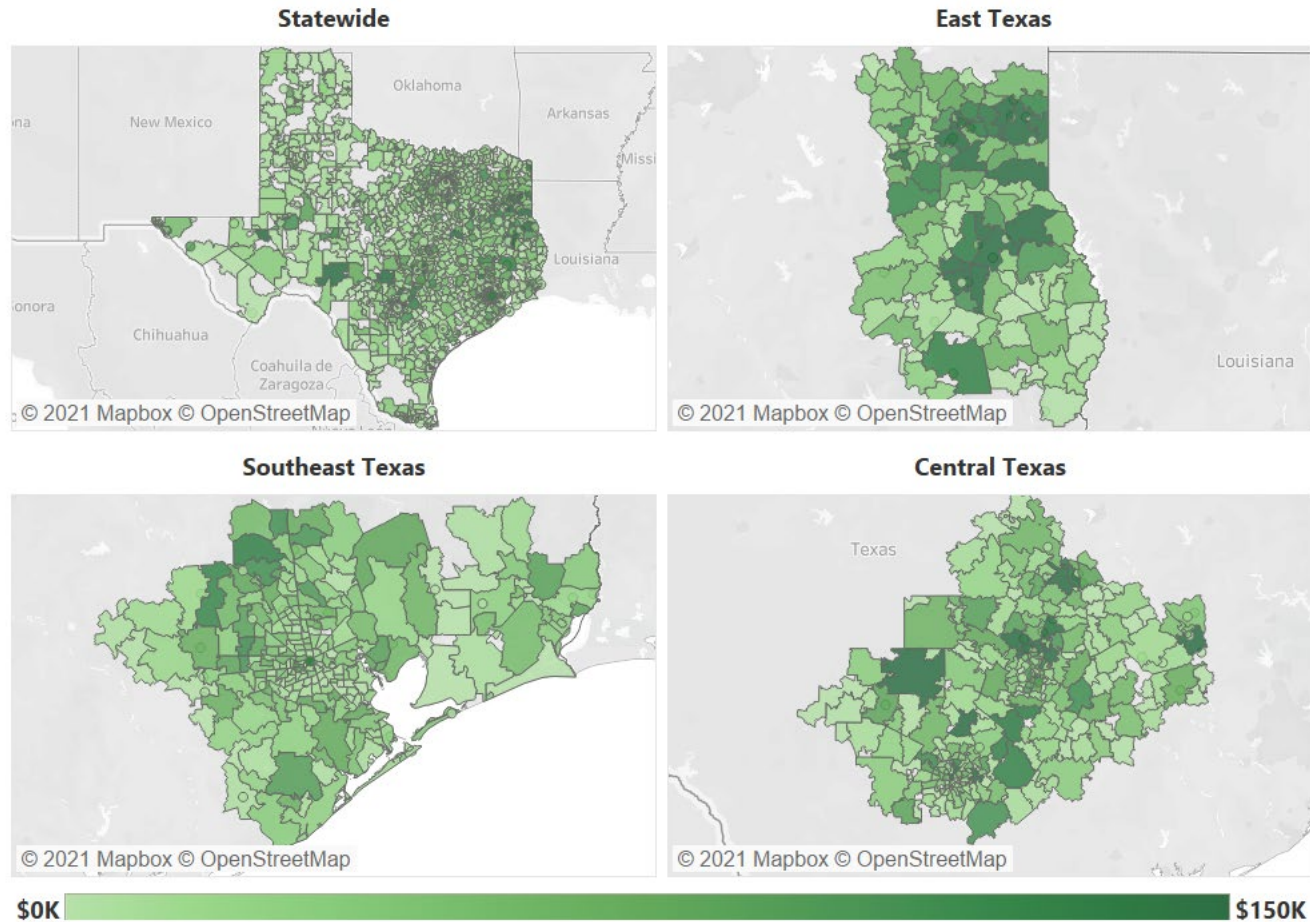 Statewide
East Texas
Oklahoma
New Mexico
Arkansas
Louisiana
Chihuahua
Coahuila de
Zaragoza
© 2021 Mapbox © OpenStreetMap
Louisiana
© 2021 Mapbox © OpenStreetMap
Southeast Texas
Central Texas
Texas
© 2021 Mapbox © OpenStreetMap
© 2021 Mapbox © OpenStreetMap
$0K
$150K